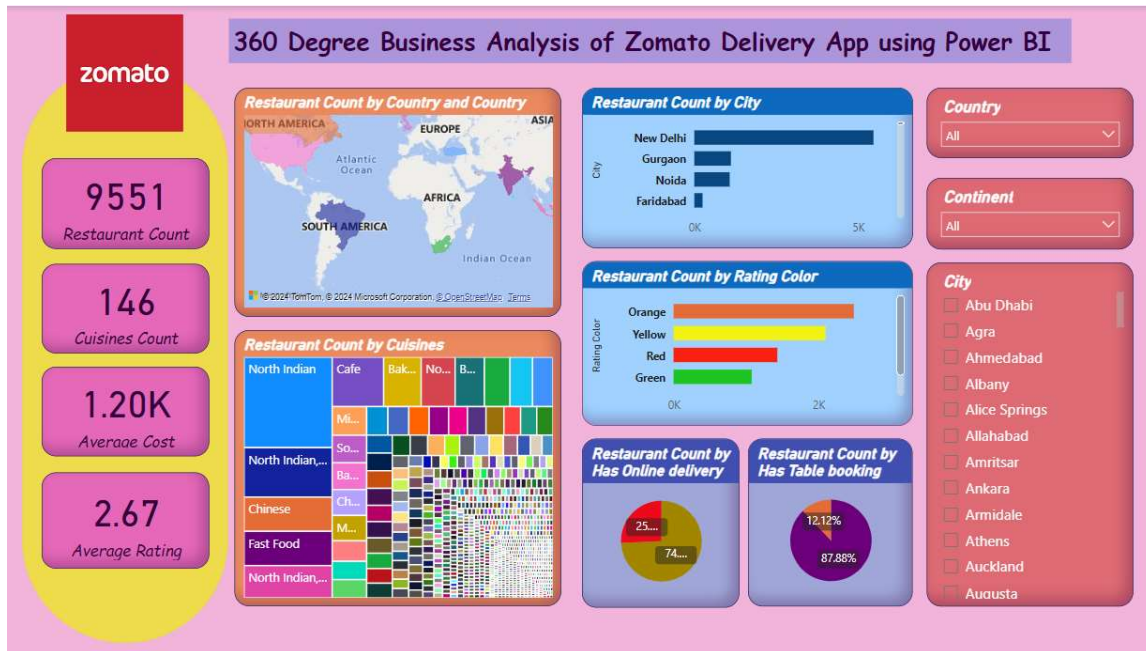 zomato
360 Degree Business Analysis of Zomato Delivery App using Power BI
9551
Restaurant Count
146
Cuisines Count
1.20K
Average Cost
2.67
Average Rating
Restaurant Count by Country and Country
NORTH AMERICA
EUROPE
ASIA
Atlantic
Ocean
AFRICA
SOUTH AMERICA
Indian Ocean
© 2024 TomTom, © 2024 Microsoft Corporation, © OpenStreetMap Terms
Restaurant Count by Cuisines
North Indian
Cafe
Bak...
No...
B...
Mi...
North Indian,...
So...
Ba...
Chinese
Ch...
Fast Food
M...
North Indian,...
Restaurant Count by City
City
New Delhi
Gurgaon
Noida
Faridabad
0K
5K
Restaurant Count by Rating Color
Rating Color
Orange
Yellow
Red
Green
0K
2K
Restaurant Count by
Has Online delivery
25....
74....
Restaurant Count by
Has Table booking
12.12%
87.88%
Country
All
Continent
All
City
Abu Dhabi
Agra
Ahmedabad
Albany
Alice Springs
Allahabad
Amritsar
Ankara
Armidale
Athens
Auckland
Augusta